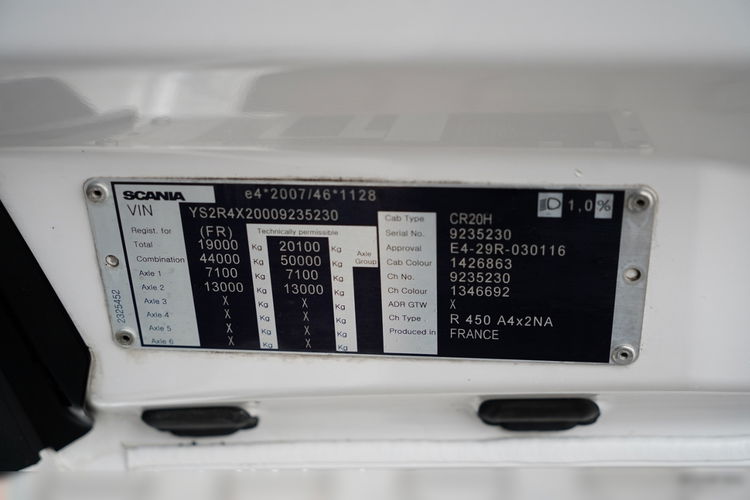 SCANIA e4*2007/46*1128
VIN YS2R4X20009235230
Regist. for (FR) Technically permissible
Total 19000 Kg 20100 Kg Axle Group
Combination 44000 Kg 50000 Kg
Axle 1 7100 Kg 7100 Kg
Axle 2 13000 Kg 13000 Kg
Axle 3 X Kg X Kg
Axle 4 X Kg X Kg
Axle 5 X Kg X Kg
Axle 6 X Kg X Kg
2325452
1,0%
Cab Type CR20H
Serial No. 9235230
Approval E4-29R-030116
Cab Colour 1426863
Ch No. 9235230
Ch Colour 1346692
ADR GTW X
Ch Type R 450 A4x2NA
Produced in FRANCE